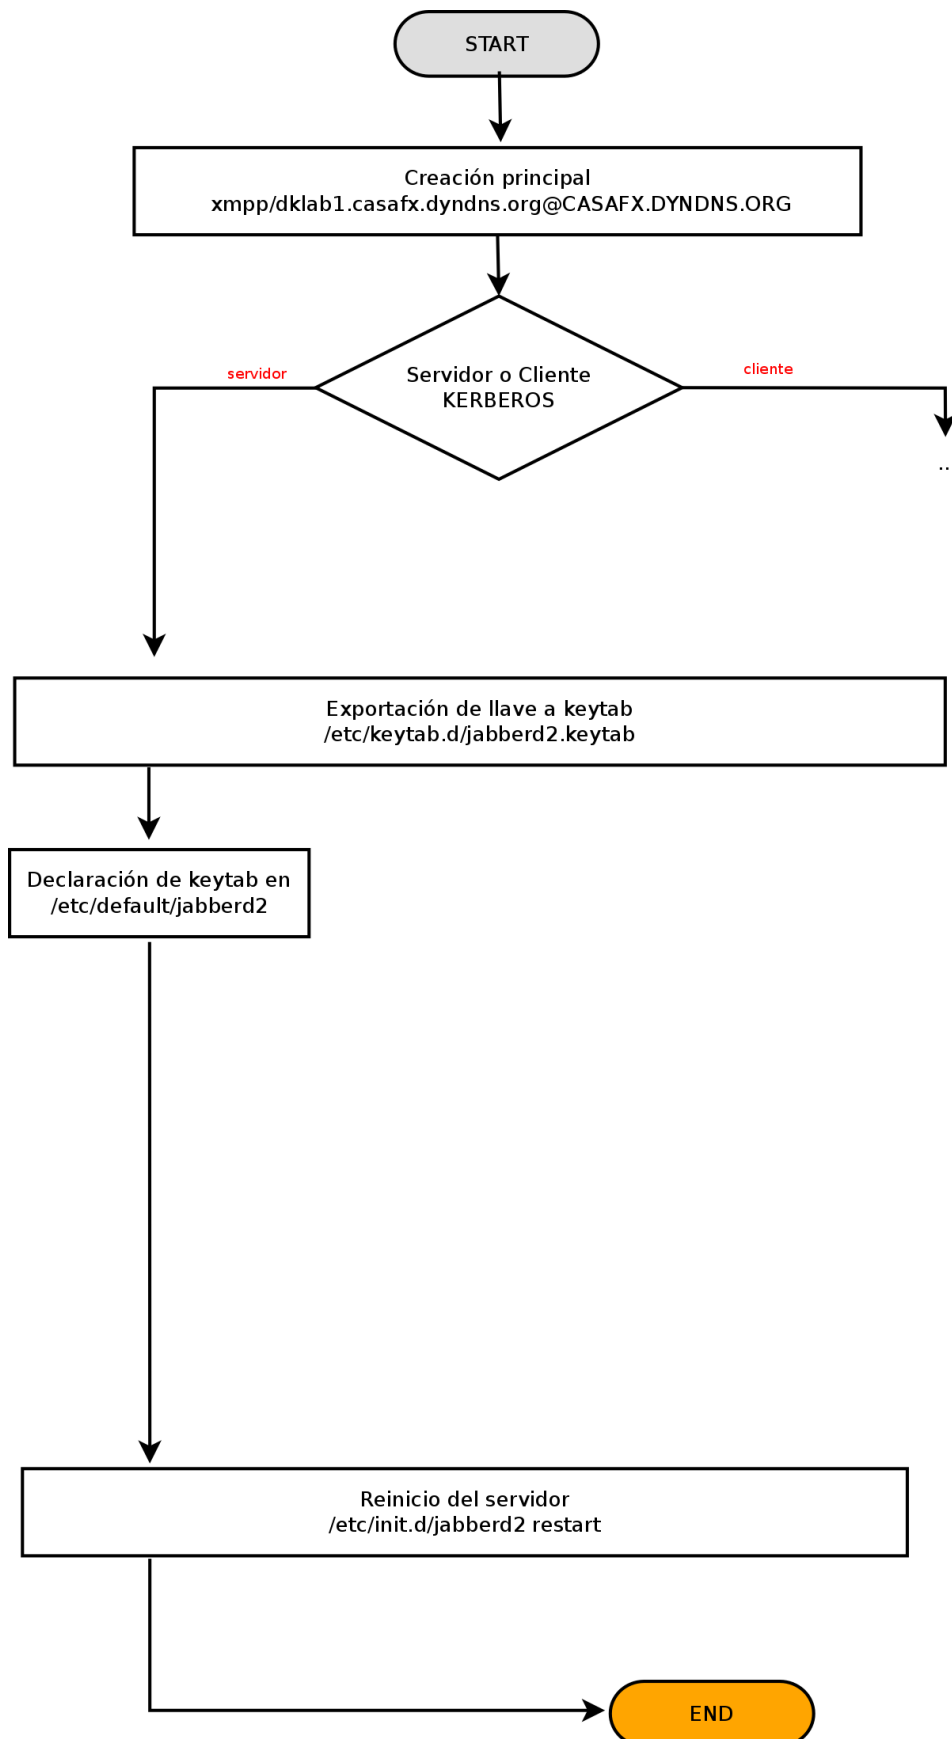 START
Creación principal
xmpp/dklab1.casafx.dyndns.org@CASAFX.DYNDNS.ORG
servidor
cliente
Servidor o Cliente
KERBEROS
..
Exportación de llave a keytab
/etc/keytab.d/jabberd2.keytab
Declaración de keytab en
/etc/default/jabberd2
Reinicio del servidor
/etc/init.d/jabberd2 restart
END